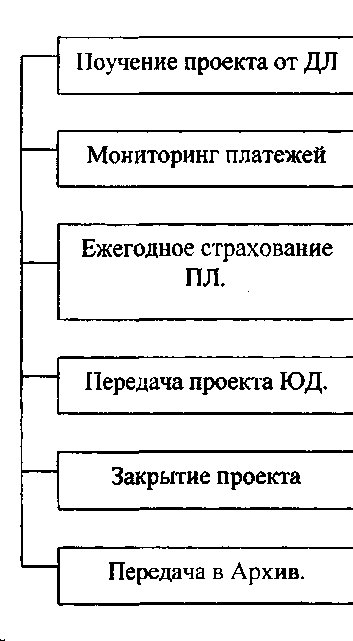 Поучение проекта от ДЛ
Мониторинг платежей
Ежегодное страхование
ПЛ.
Передача проекта ЮД.
Закрытие проекта
Передача в Архив.